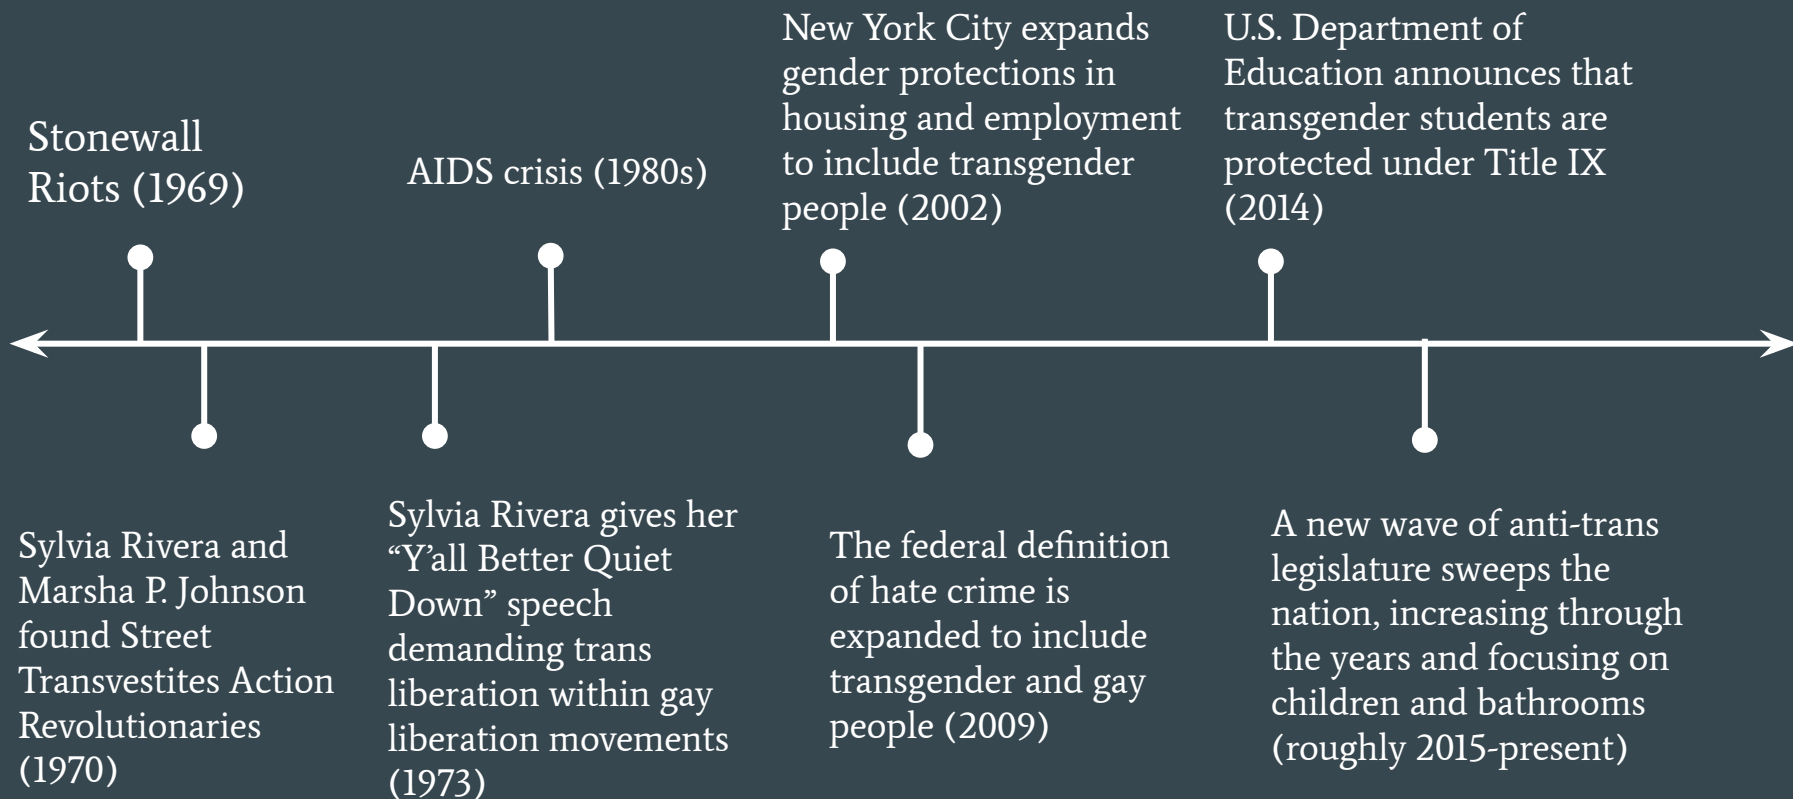 Stonewall
Riots (1969)
AIDS crisis (1980s)
New York City expands
gender protections in
housing and employment
to include transgender
people (2002)
U.S. Department of
Education announces that
transgender students are
protected under Title IX
(2014)
Sylvia Rivera and
Marsha P. Johnson
found Street
Transvestites Action
Revolutionaries
(1970)
Sylvia Rivera gives her
“Y’all Better Quiet
Down” speech
demanding trans
liberation within gay
liberation movements
(1973)
The federal definition
of hate crime is
expanded to include
transgender and gay
people (2009)
A new wave of anti-trans
legislature sweeps the
nation, increasing through
the years and focusing on
children and bathrooms
(roughly 2015-present)